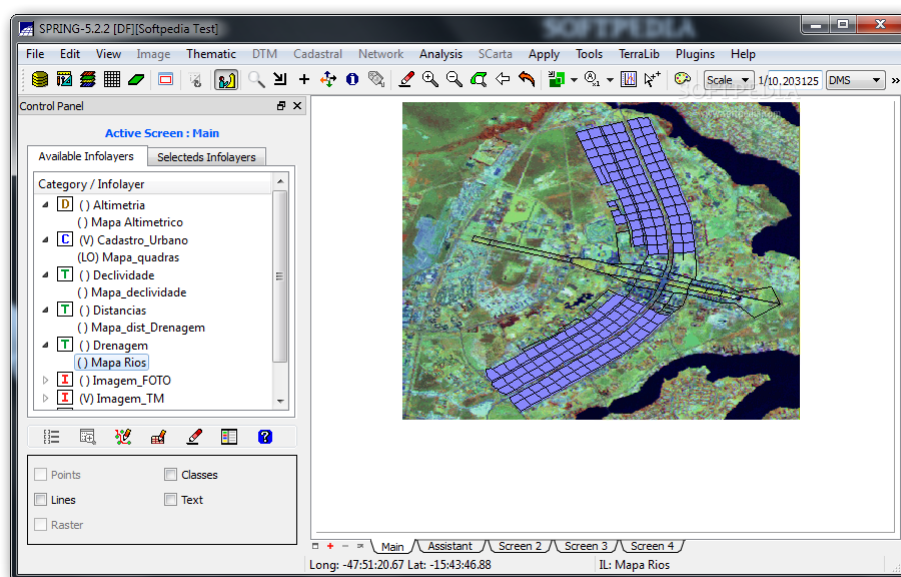 SPRING-5.2.2 [DF][Softpedia Test]
SOFTPEDIA
File Edit View Image Thematic DTM Cadastral Network Analysis SCarta Apply Tools TerraLib Plugins Help
Scale 1/10.203125 DMS »
SOFTPEDIA
Control Panel
Active Screen : Main
Available Infolayers Selecteds Infolayers
Category / Infolayer
D () Altimetria
() Mapa Altimetrico
C (V) Cadastro_Urbano
(LO) Mapa_quadras
T () Declividade
() Mapa_declividade
T () Distancias
() Mapa_dist_Drenagem
T () Drenagem
() Mapa Rios
I () Imagem_FOTO
I (V) Imagem_TM
Points Classes
Lines Text
Raster
Main Assistant Screen 2 Screen 3 Screen 4
Long: -47:51:20.67 Lat: -15:43:46.88 IL: Mapa Rios